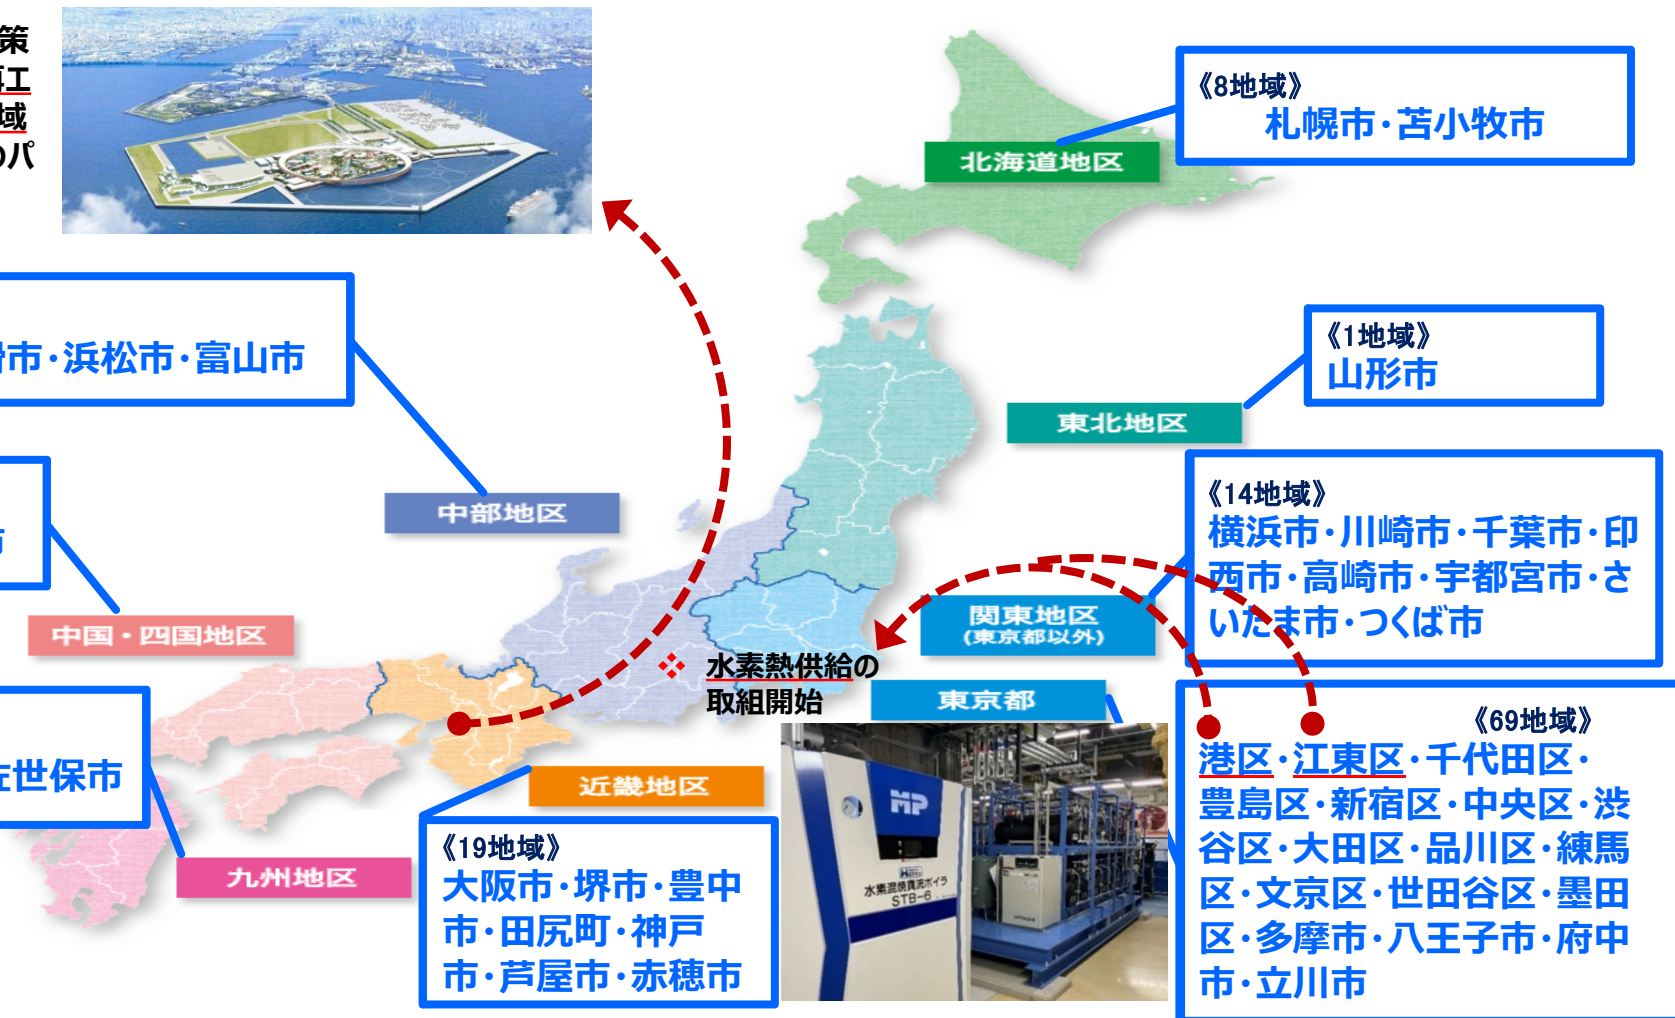 策
域
のパ
《8地域》
札幌市･苫小牧市
北海道地区
市･浜松市･富山市
《1地域》
山形市
東北地区
中部地区
《14地域》
横浜市･川崎市･千葉市･印
西市･高崎市･宇都宮市･さ
いたま市･つくば市
関東地区
(東京都以外)
中国・四国地区
水素熱供給の
取組開始
東京都
《69地域》
港区･江東区･千代田区･
豊島区･新宿区･中央区･渋
谷区･大田区･品川区･練馬
区･文京区･世田谷区･墨田
区･多摩市･八王子市･府中
市･立川市
佐世保市
近畿地区
九州地区
《19地域》
大阪市･堺市･豊中
市･田尻町･神戸
市･芦屋市･赤穂市
MP
水素混焼貫流ボイラ
STB-6